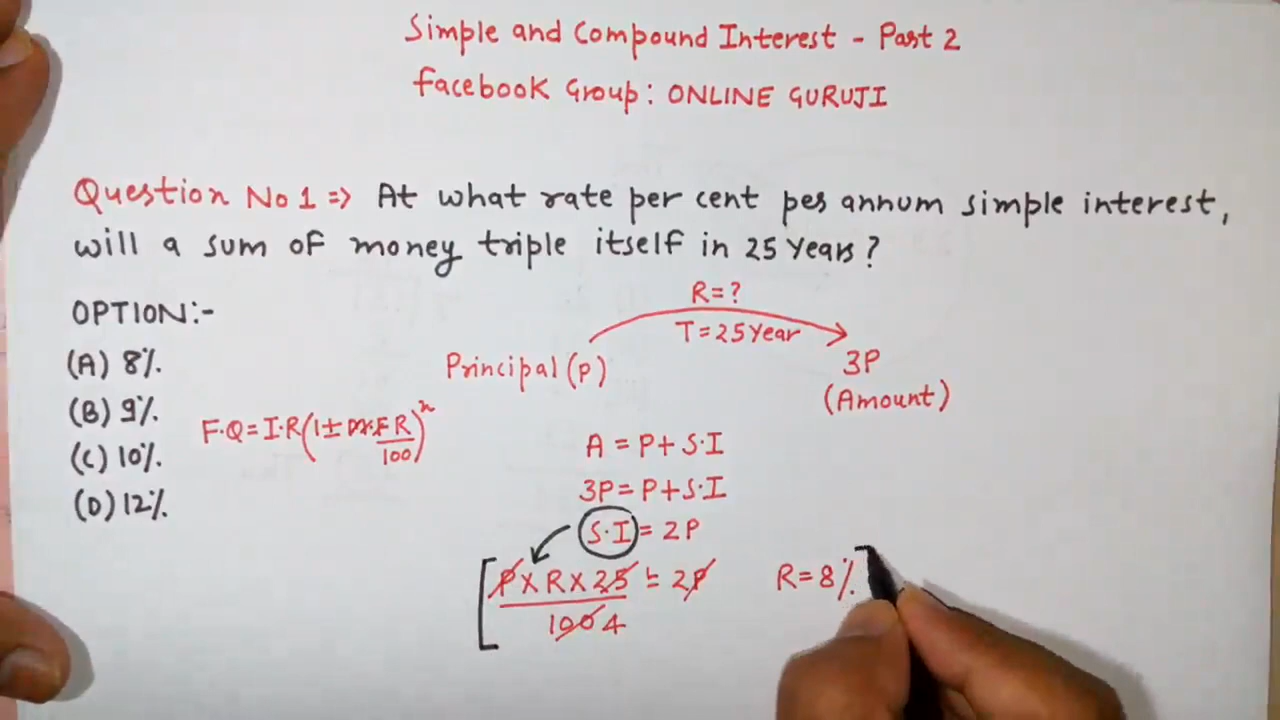 Simple and Compound Interest - Part 2
Facebook Group: ONLINE GURUJI
Question No 1 => At what rate per cent per annum simple interest,
will a sum of money triple itself in 25 Years?
OPTION:-
(A) 8%
(B) 9%
(C) 10%
(D) 12%
R=?
T=25 Year
Principal (P)
3P
(Amount)
F.Q = I.R (1 ± R/100)^n
A = P + S.I
3P = P + S.I
S.I = 2P
P × R × 25 = 2P
100 4
R = 8%